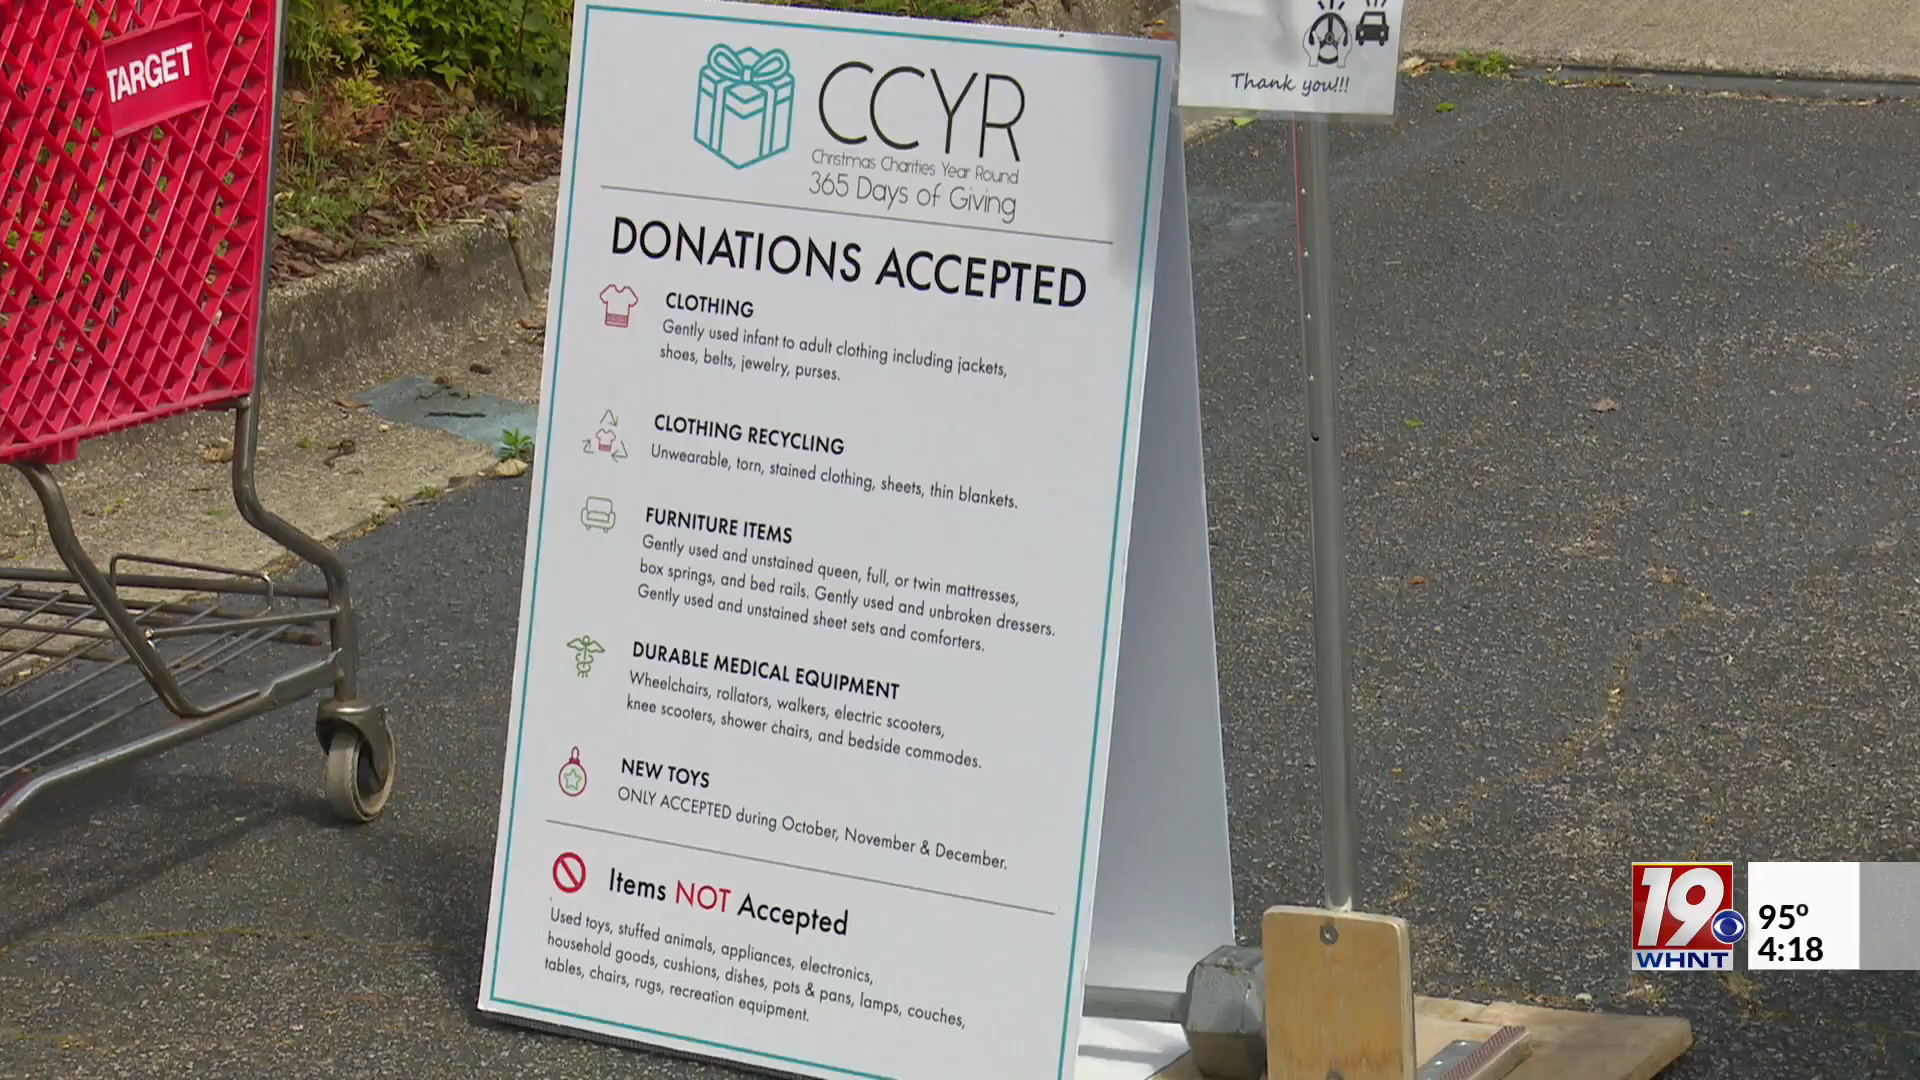 TARGET
Thank you!!!
CCYR
Christmas Charities Year Round
365 Days of Giving
DONATIONS ACCEPTED
CLOTHING
Gently used infant to adult clothing including jackets,
shoes, belts, jewelry, purses.
CLOTHING RECYCLING
Unwearable, torn, stained clothing, sheets, thin blankets.
FURNITURE ITEMS
Gently used and unstained queen, full, or twin mattresses,
box springs, and bed rails. Gently used and unbroken dressers.
Gently used and unstained sheet sets and comforters.
DURABLE MEDICAL EQUIPMENT
Wheelchairs, rollators, walkers, electric scooters,
knee scooters, shower chairs, and bedside commodes.
NEW TOYS
ONLY ACCEPTED during October, November & December.
Items NOT Accepted
Used toys, stuffed animals, appliances, electronics,
household goods, cushions, dishes, pots & pans, lamps, couches,
tables, chairs, rugs, recreation equipment.
19
WHNT
95º
4:18